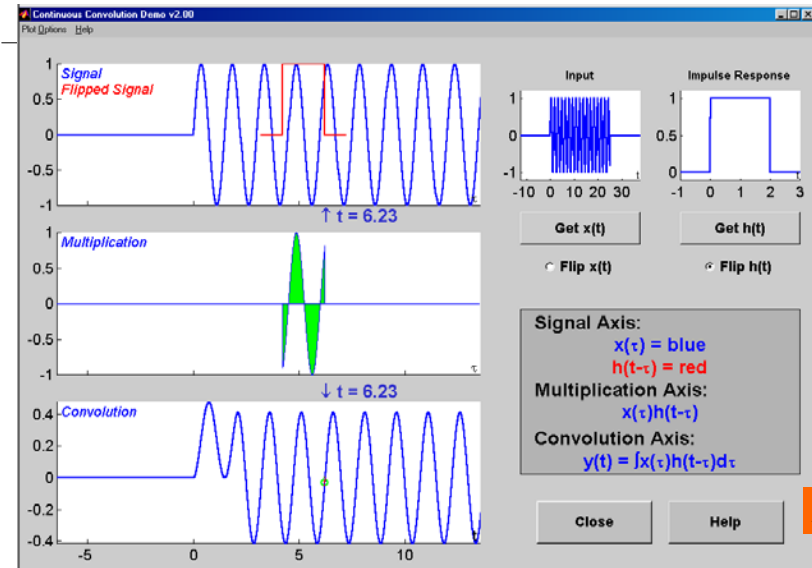 Continuous Convolution Demo v2.00
Plot Options Help
Signal
Flipped Signal
1
0.5
0
-0.5
-1
τ
↑ t = 6.23
Multiplication
1
0.5
0
-0.5
-1
τ
↓ t = 6.23
Convolution
0.4
0.2
0
-0.2
-0.4
τ
-5 0 5 10
Input
1
0
-1
t
-10 0 10 20 30
Impulse Response
1
0
t
-1 0 1 2 3
Get x(t)
Get h(t)
Flip x(t)
Flip h(t)
Signal Axis:
x(τ) = blue
h(t-τ) = red
Multiplication Axis:
x(τ)h(t-τ)
Convolution Axis:
y(t) = ∫x(τ)h(t-τ)dτ
Close
Help